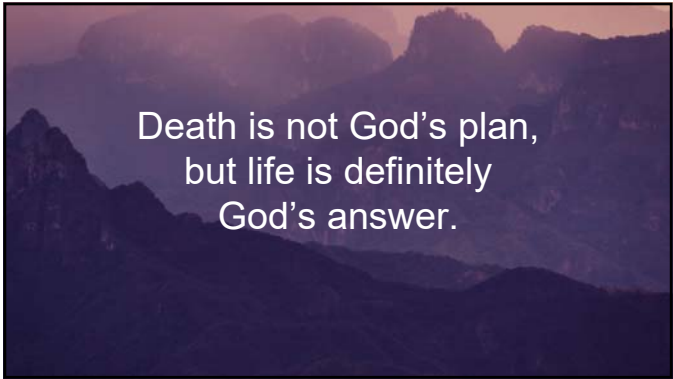 Death is not God’s plan,
but life is definitely
God’s answer.